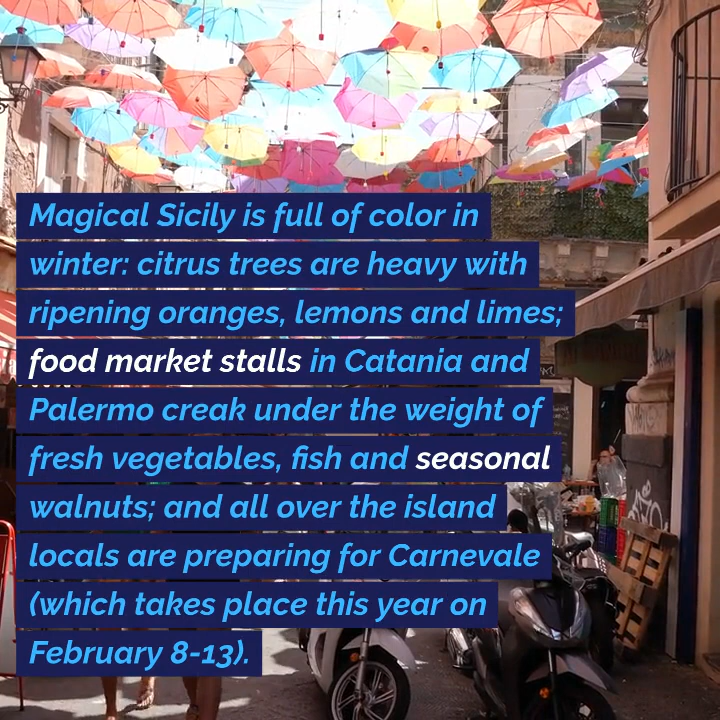 Magical Sicily is full of color in
winter: citrus trees are heavy with
ripening oranges, lemons and limes;
food market stalls in Catania and
Palermo creak under the weight of
fresh vegetables, fish and seasonal
walnuts; and all over the island
locals are preparing for Carnevale
(which takes place this year on
February 8-13).